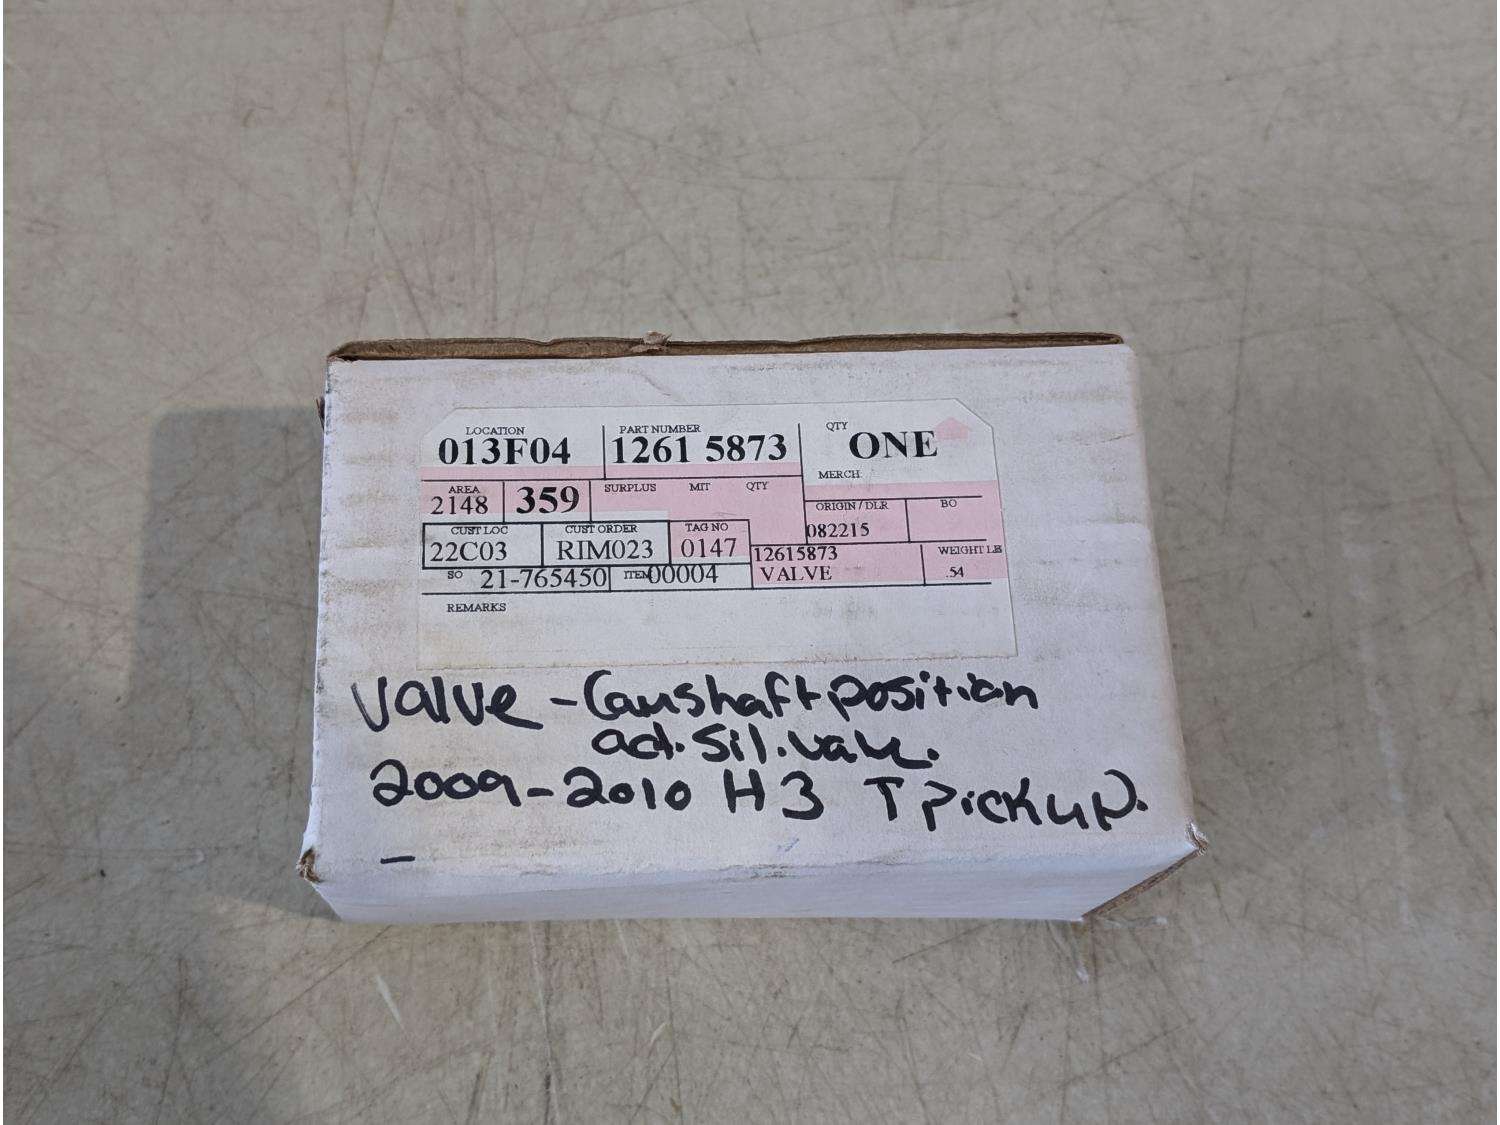 LOCATION PART NUMBER QTY
013F04 1261 5873 ONE
MERCH.
AREA SURPLUS MIT QTY
2148 359
ORIGIN / DLR BO
082215
CUST LOC CUST ORDER TAG NO
22C03 RIM023 0147
12615873 WEIGHT LB
VALVE .54
SO 21-765450 ITEM 00004
REMARKS
Valve - Camshaft position
act. Sil. valve.
2009-2010 H3 T Pickup.